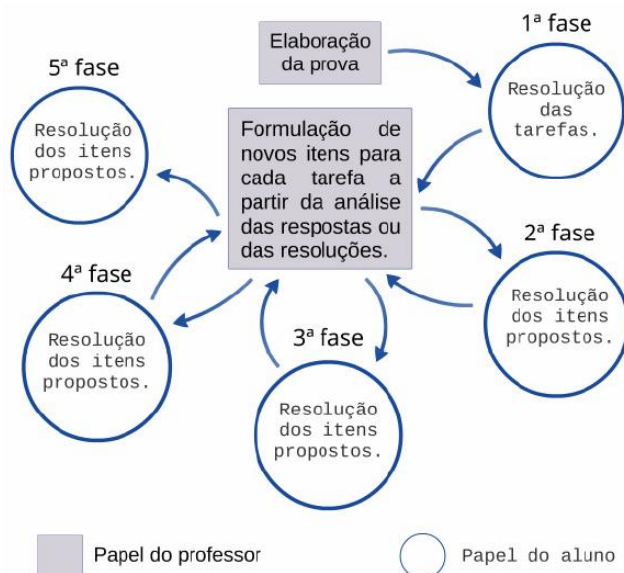 Elaboração
da prova
1ª fase
Resolução
das
tarefas.
5ª fase
Resolução
dos itens
propostos.
Formulação de
novos itens para
cada tarefa a
partir da análise
das respostas ou
das resoluções.
2ª fase
Resolução
dos itens
propostos.
4ª fase
Resolução
dos itens
propostos.
3ª fase
Resolução
dos itens
propostos.
Papel do professor
Papel do aluno